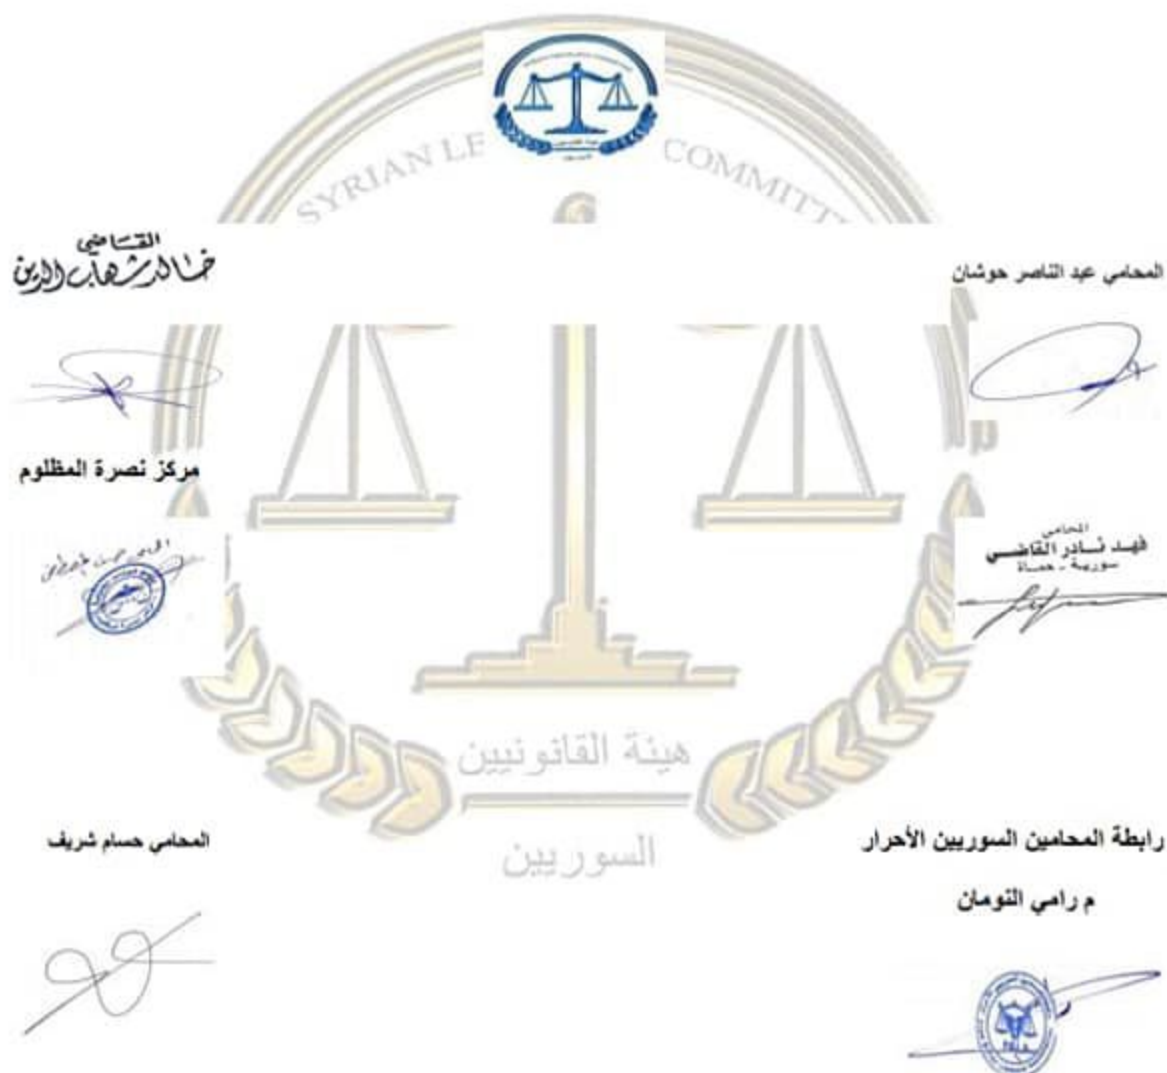 SYRIAN LE
COMMITT
المحامي عبد الناصر حوشان
القاضي
خالد شهاب الدين
مركز نصرة المظلوم
المحامي
فهد نادر القاضي
سورية - حماة
هيئة القانونيين
السوريين
رابطة المحامين السوريين الأحرار
م رامي النومان
المحامي حسام شريف